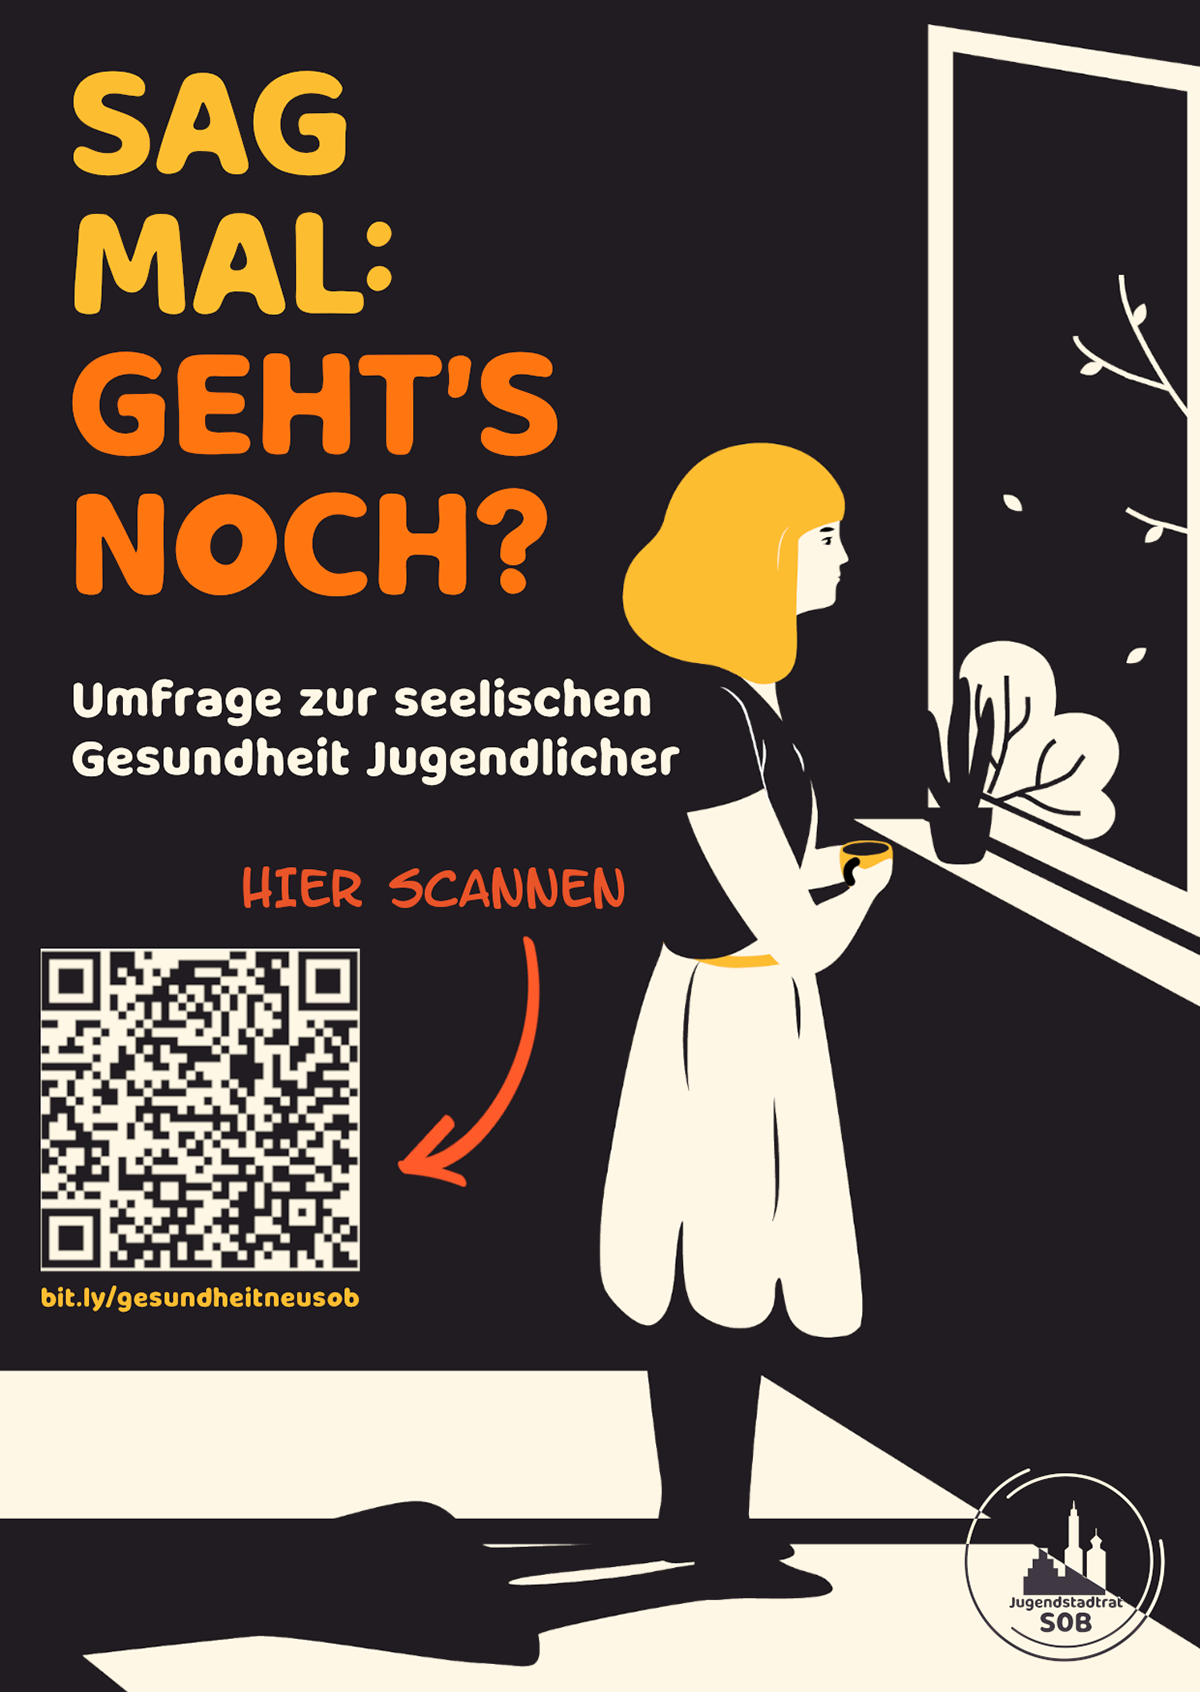 SAG
MAL:
GEHT'S
NOCH?
Umfrage zur seelischen
Gesundheit Jugendlicher
HIER SCANNEN
bit.ly/gesundheitneusob
Jugendstadtrat
SOB